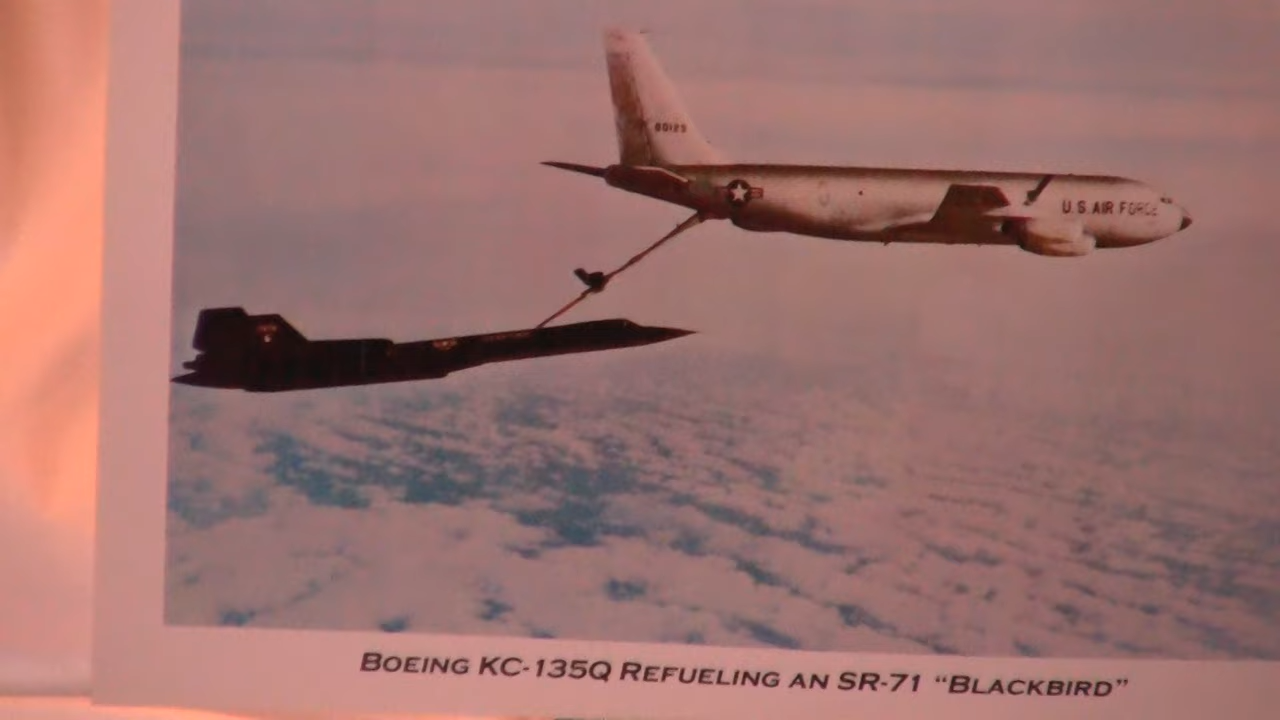 80129
U.S. AIR FORCE
BOEING KC-135Q REFUELING AN SR-71 "BLACKBIRD"